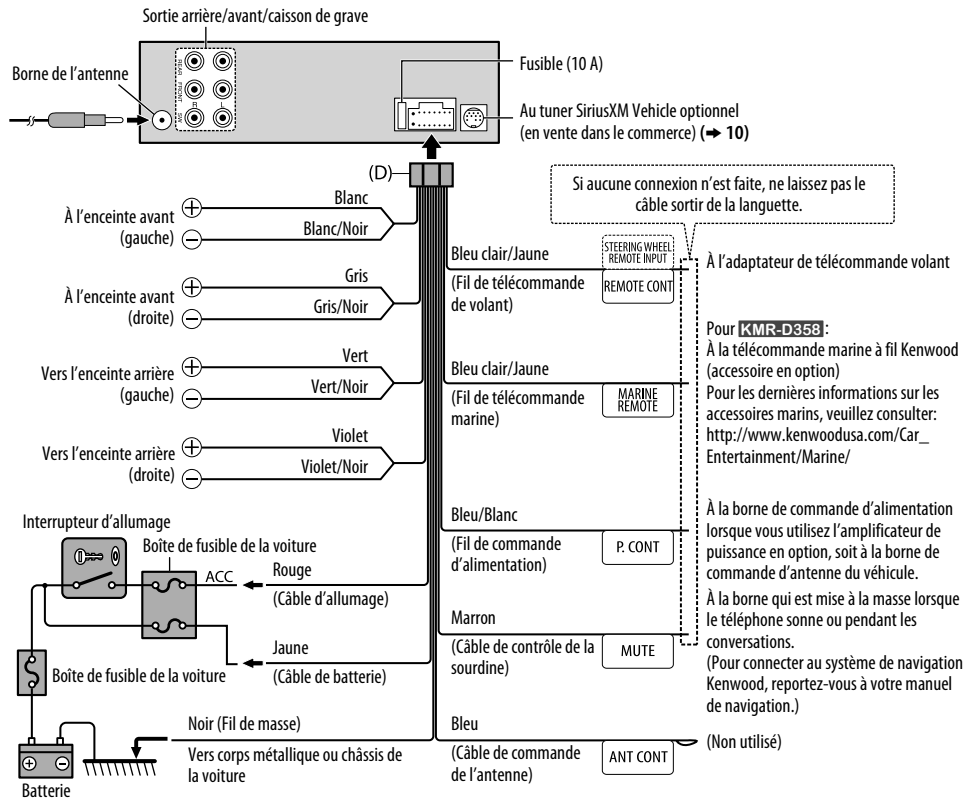 Sortie arrière/avant/caisson de grave
Borne de l'antenne
REAR
FRONT
R
L
SW
Fusible (10 A)
Au tuner SiriusXM Vehicle optionnel
(en vente dans le commerce) (➜ 10)
(D)
Si aucune connexion n'est faite, ne laissez pas le
câble sortir de la languette.
À l'enceinte avant
(gauche)
Blanc
Blanc/Noir
À l'enceinte avant
(droite)
Gris
Gris/Noir
Vers l'enceinte arrière
(gauche)
Vert
Vert/Noir
Vers l'enceinte arrière
(droite)
Violet
Violet/Noir
Interrupteur d'allumage
Boîte de fusible de la voiture
ACC
Rouge
(Câble d'allumage)
Jaune
(Câble de batterie)
Boîte de fusible de la voiture
Noir (Fil de masse)
Vers corps métallique ou châssis de
la voiture
Batterie
Bleu clair/Jaune
(Fil de télécommande
de volant)
STEERING WHEEL
REMOTE INPUT
REMOTE CONT
À l'adaptateur de télécommande volant
Bleu clair/Jaune
(Fil de télécommande
marine)
MARINE
REMOTE
Pour KMR-D358 :
À la télécommande marine à fil Kenwood
(accessoire en option)
Pour les dernières informations sur les
accessoires marins, veuillez consulter:
http://www.kenwoodusa.com/Car_
Entertainment/Marine/
Bleu/Blanc
(Fil de commande
d'alimentation)
P. CONT
À la borne de commande d'alimentation
lorsque vous utilisez l'amplificateur de
puissance en option, soit à la borne de
commande d'antenne du véhicule.
Marron
(Câble de contrôle de la
sourdine)
MUTE
À la borne qui est mise à la masse lorsque
le téléphone sonne ou pendant les
conversations.
(Pour connecter au système de navigation
Kenwood, reportez-vous à votre manuel
de navigation.)
Bleu
(Câble de commande
de l'antenne)
ANT CONT
(Non utilisé)